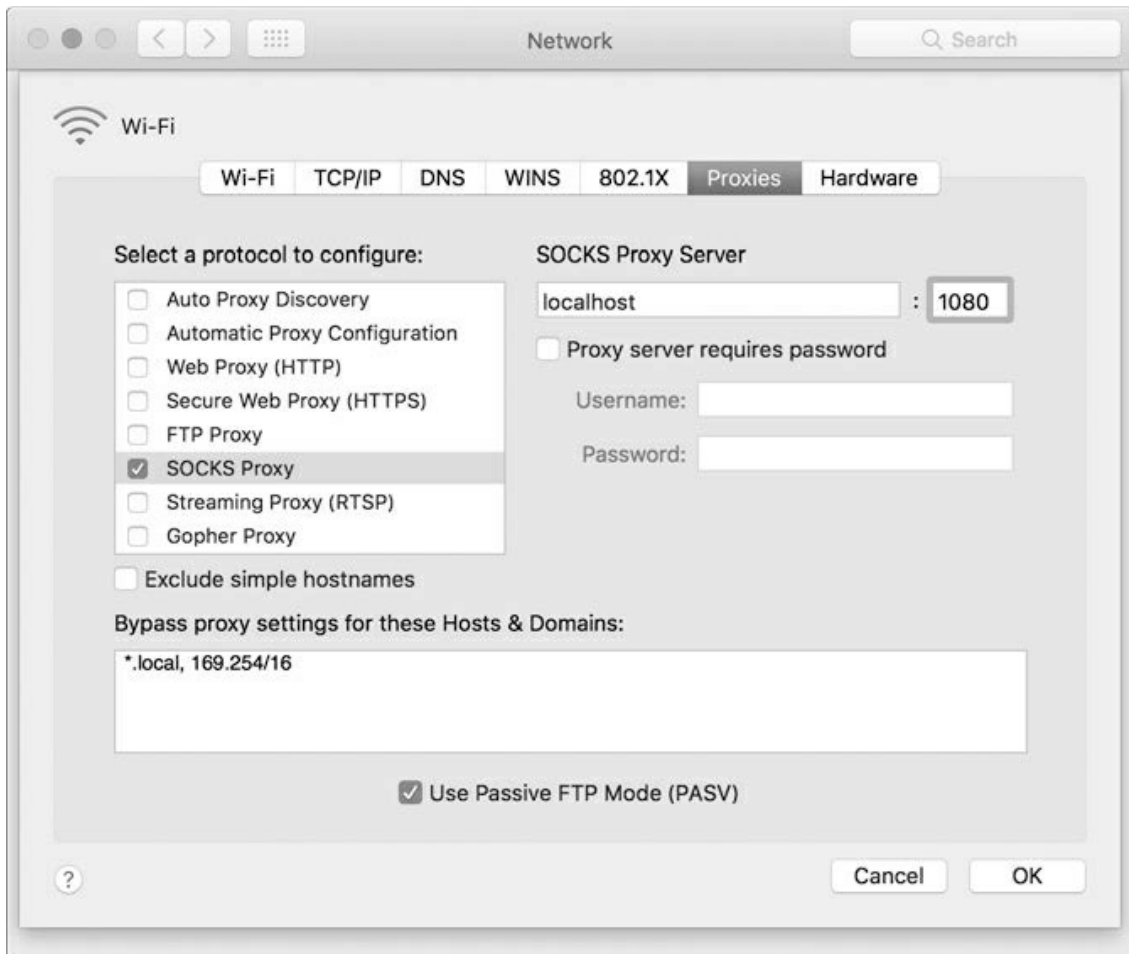 Network
Search
Wi-Fi
Wi-Fi TCP/IP DNS WINS 802.1X Proxies Hardware
Select a protocol to configure:
Auto Proxy Discovery
Automatic Proxy Configuration
Web Proxy (HTTP)
Secure Web Proxy (HTTPS)
FTP Proxy
SOCKS Proxy
Streaming Proxy (RTSP)
Gopher Proxy
Exclude simple hostnames
SOCKS Proxy Server
localhost : 1080
Proxy server requires password
Username:
Password:
Bypass proxy settings for these Hosts & Domains:
*.local, 169.254/16
Use Passive FTP Mode (PASV)
?
Cancel
OK